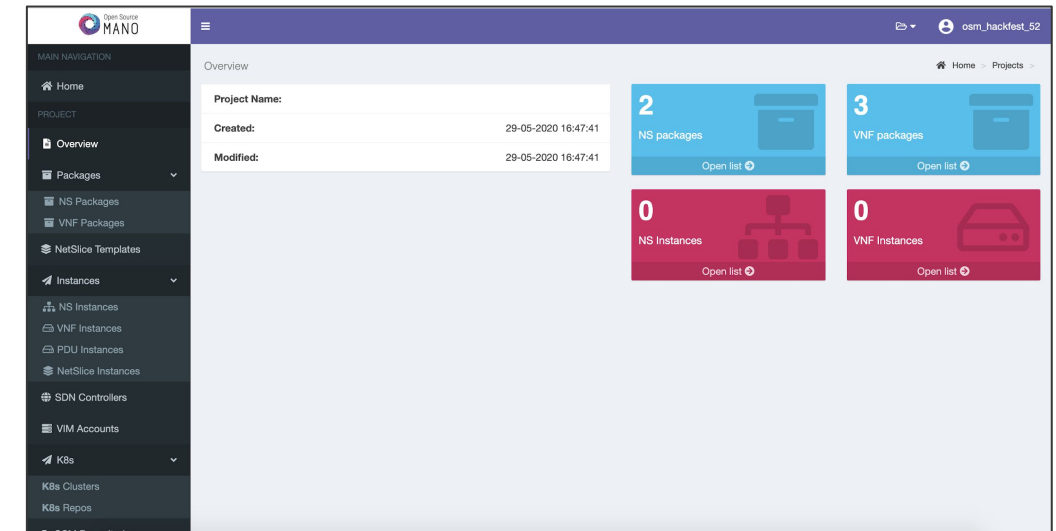 Open Source
MANO
osm_hackfest_52
MAIN NAVIGATION
Home
PROJECT
Overview
Packages
NS Packages
VNF Packages
NetSlice Templates
Instances
NS Instances
VNF Instances
PDU Instances
NetSlice Instances
SDN Controllers
VIM Accounts
K8s
K8s Clusters
K8s Repos
Overview
Home > Projects >
Project Name:
Created: 29-05-2020 16:47:41
Modified: 29-05-2020 16:47:41
2
NS packages
Open list
3
VNF packages
Open list
0
NS Instances
Open list
0
VNF Instances
Open list